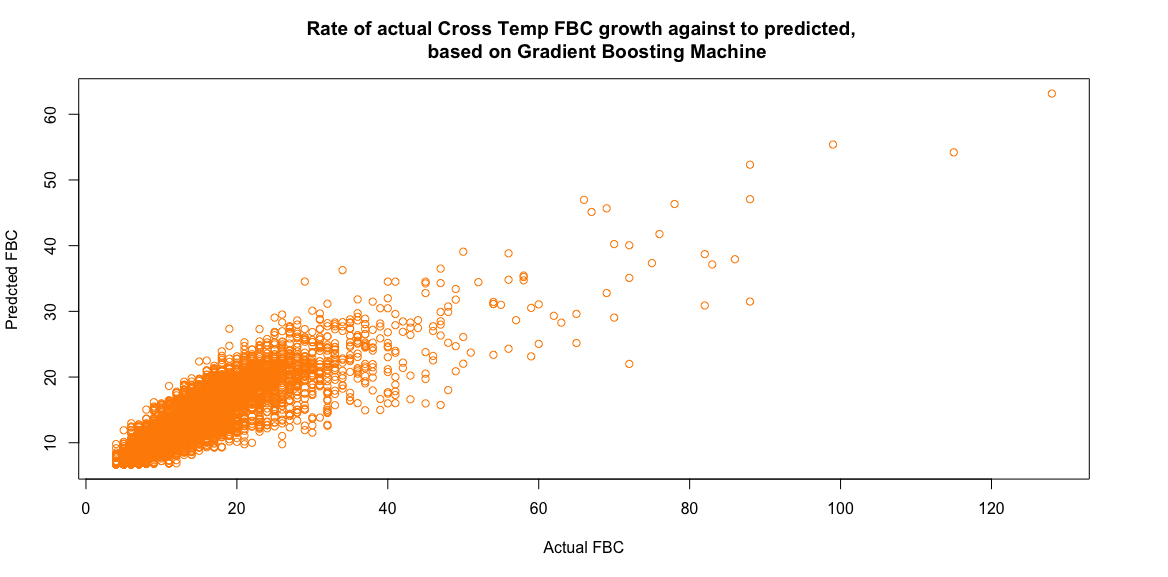 Rate of actual Cross Temp FBC growth against to predicted,
based on Gradient Boosting Machine
Predcted FBC
60
50
40
30
20
10
0 20 40 60 80 100 120
Actual FBC